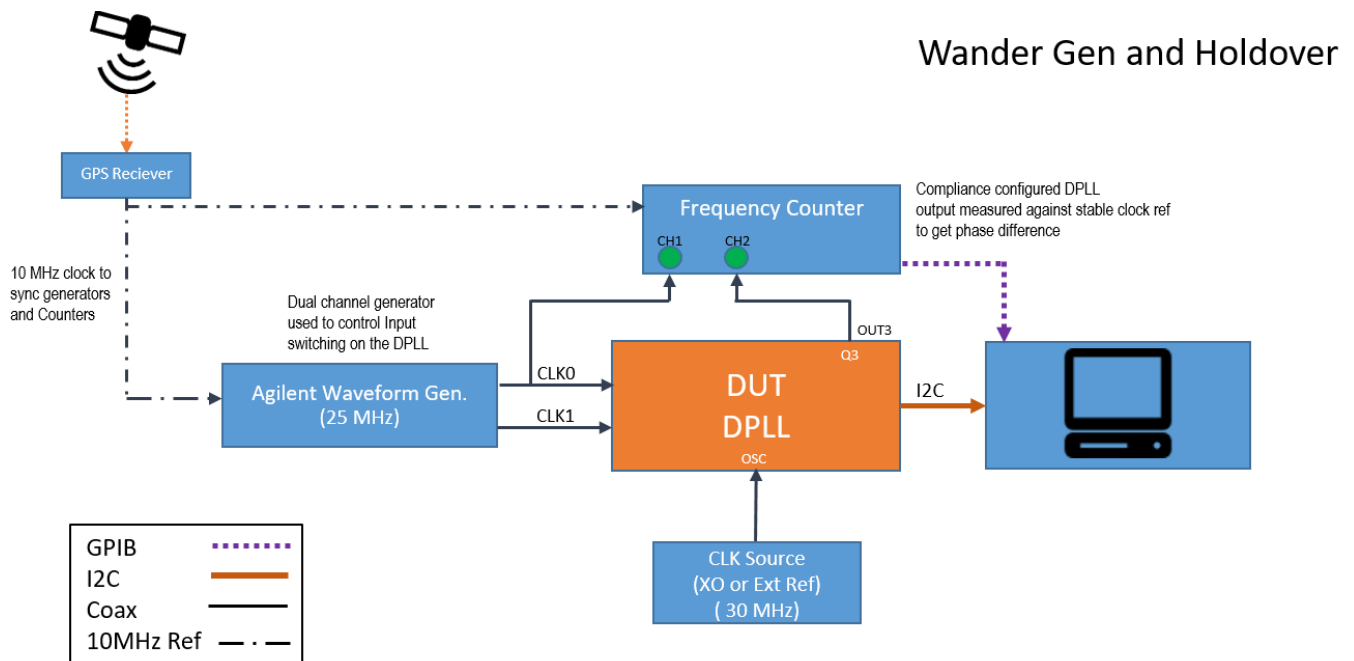 Wander Gen and Holdover
GPS Reciever
Frequency Counter
CH1
CH2
Compliance configured DPLL
output measured against stable clock ref
to get phase difference
10 MHz clock to
sync generators
and Counters
Dual channel generator
used to control Input
switching on the DPLL
OUT3
Q3
Agilent Waveform Gen.
(25 MHz)
CLK0
CLK1
DUT
DPLL
OSC
I2C
CLK Source
(XO or Ext Ref)
( 30 MHz)
GPIB
I2C
Coax
10MHz Ref